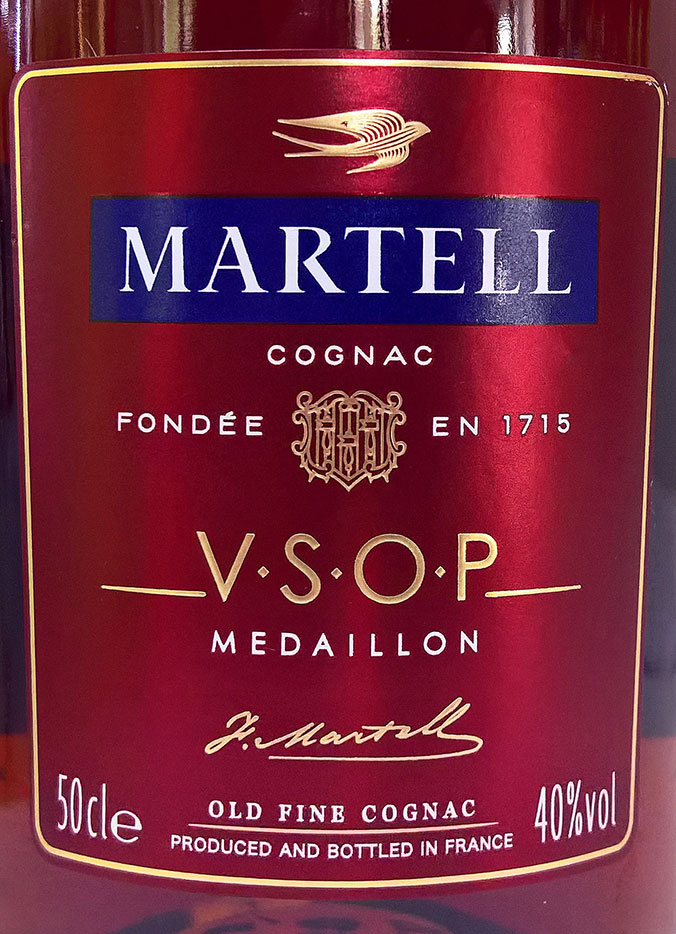 MARTELL
COGNAC
FONDÉE EN 1715
V·S·O·P
MEDAILLON
J. Martell
50cl℮ OLD FINE COGNAC 40%vol
PRODUCED AND BOTTLED IN FRANCE